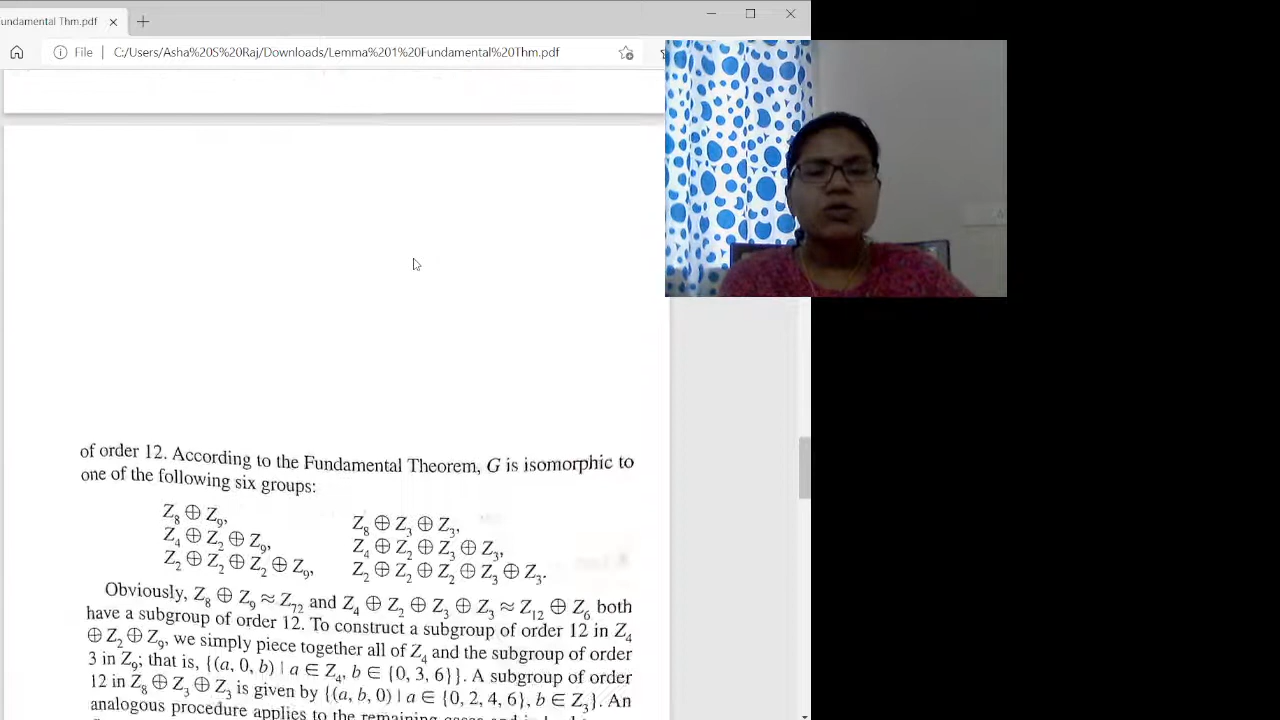 undamental Thm.pdf
File
C:/Users/Asha%20S%20Raj/Downloads/Lemma%201%20Fundamental%20Thm.pdf
of order 12. According to the Fundamental Theorem, G is isomorphic to
one of the following six groups:
Z₈ ⊕ Z₉, Z₈ ⊕ Z₃ ⊕ Z₃,
Z₄ ⊕ Z₂ ⊕ Z₉, Z₄ ⊕ Z₂ ⊕ Z₃ ⊕ Z₃,
Z₂ ⊕ Z₂ ⊕ Z₂ ⊕ Z₉, Z₂ ⊕ Z₂ ⊕ Z₂ ⊕ Z₃ ⊕ Z₃.
Obviously, Z₈ ⊕ Z₉ ≈ Z₇₂ and Z₄ ⊕ Z₂ ⊕ Z₃ ⊕ Z₃ ≈ Z₁₂ ⊕ Z₆ both
have a subgroup of order 12. To construct a subgroup of order 12 in Z₄
⊕ Z₂ ⊕ Z₉, we simply piece together all of Z₄ and the subgroup of order
3 in Z₉; that is, {(a, 0, b) | a ∈ Z₄, b ∈ {0, 3, 6}}. A subgroup of order
12 in Z₈ ⊕ Z₃ ⊕ Z₃ is given by {(a, b, 0) | a ∈ {0, 2, 4, 6}, b ∈ Z₃}. An
analogous procedure applies to the remaining